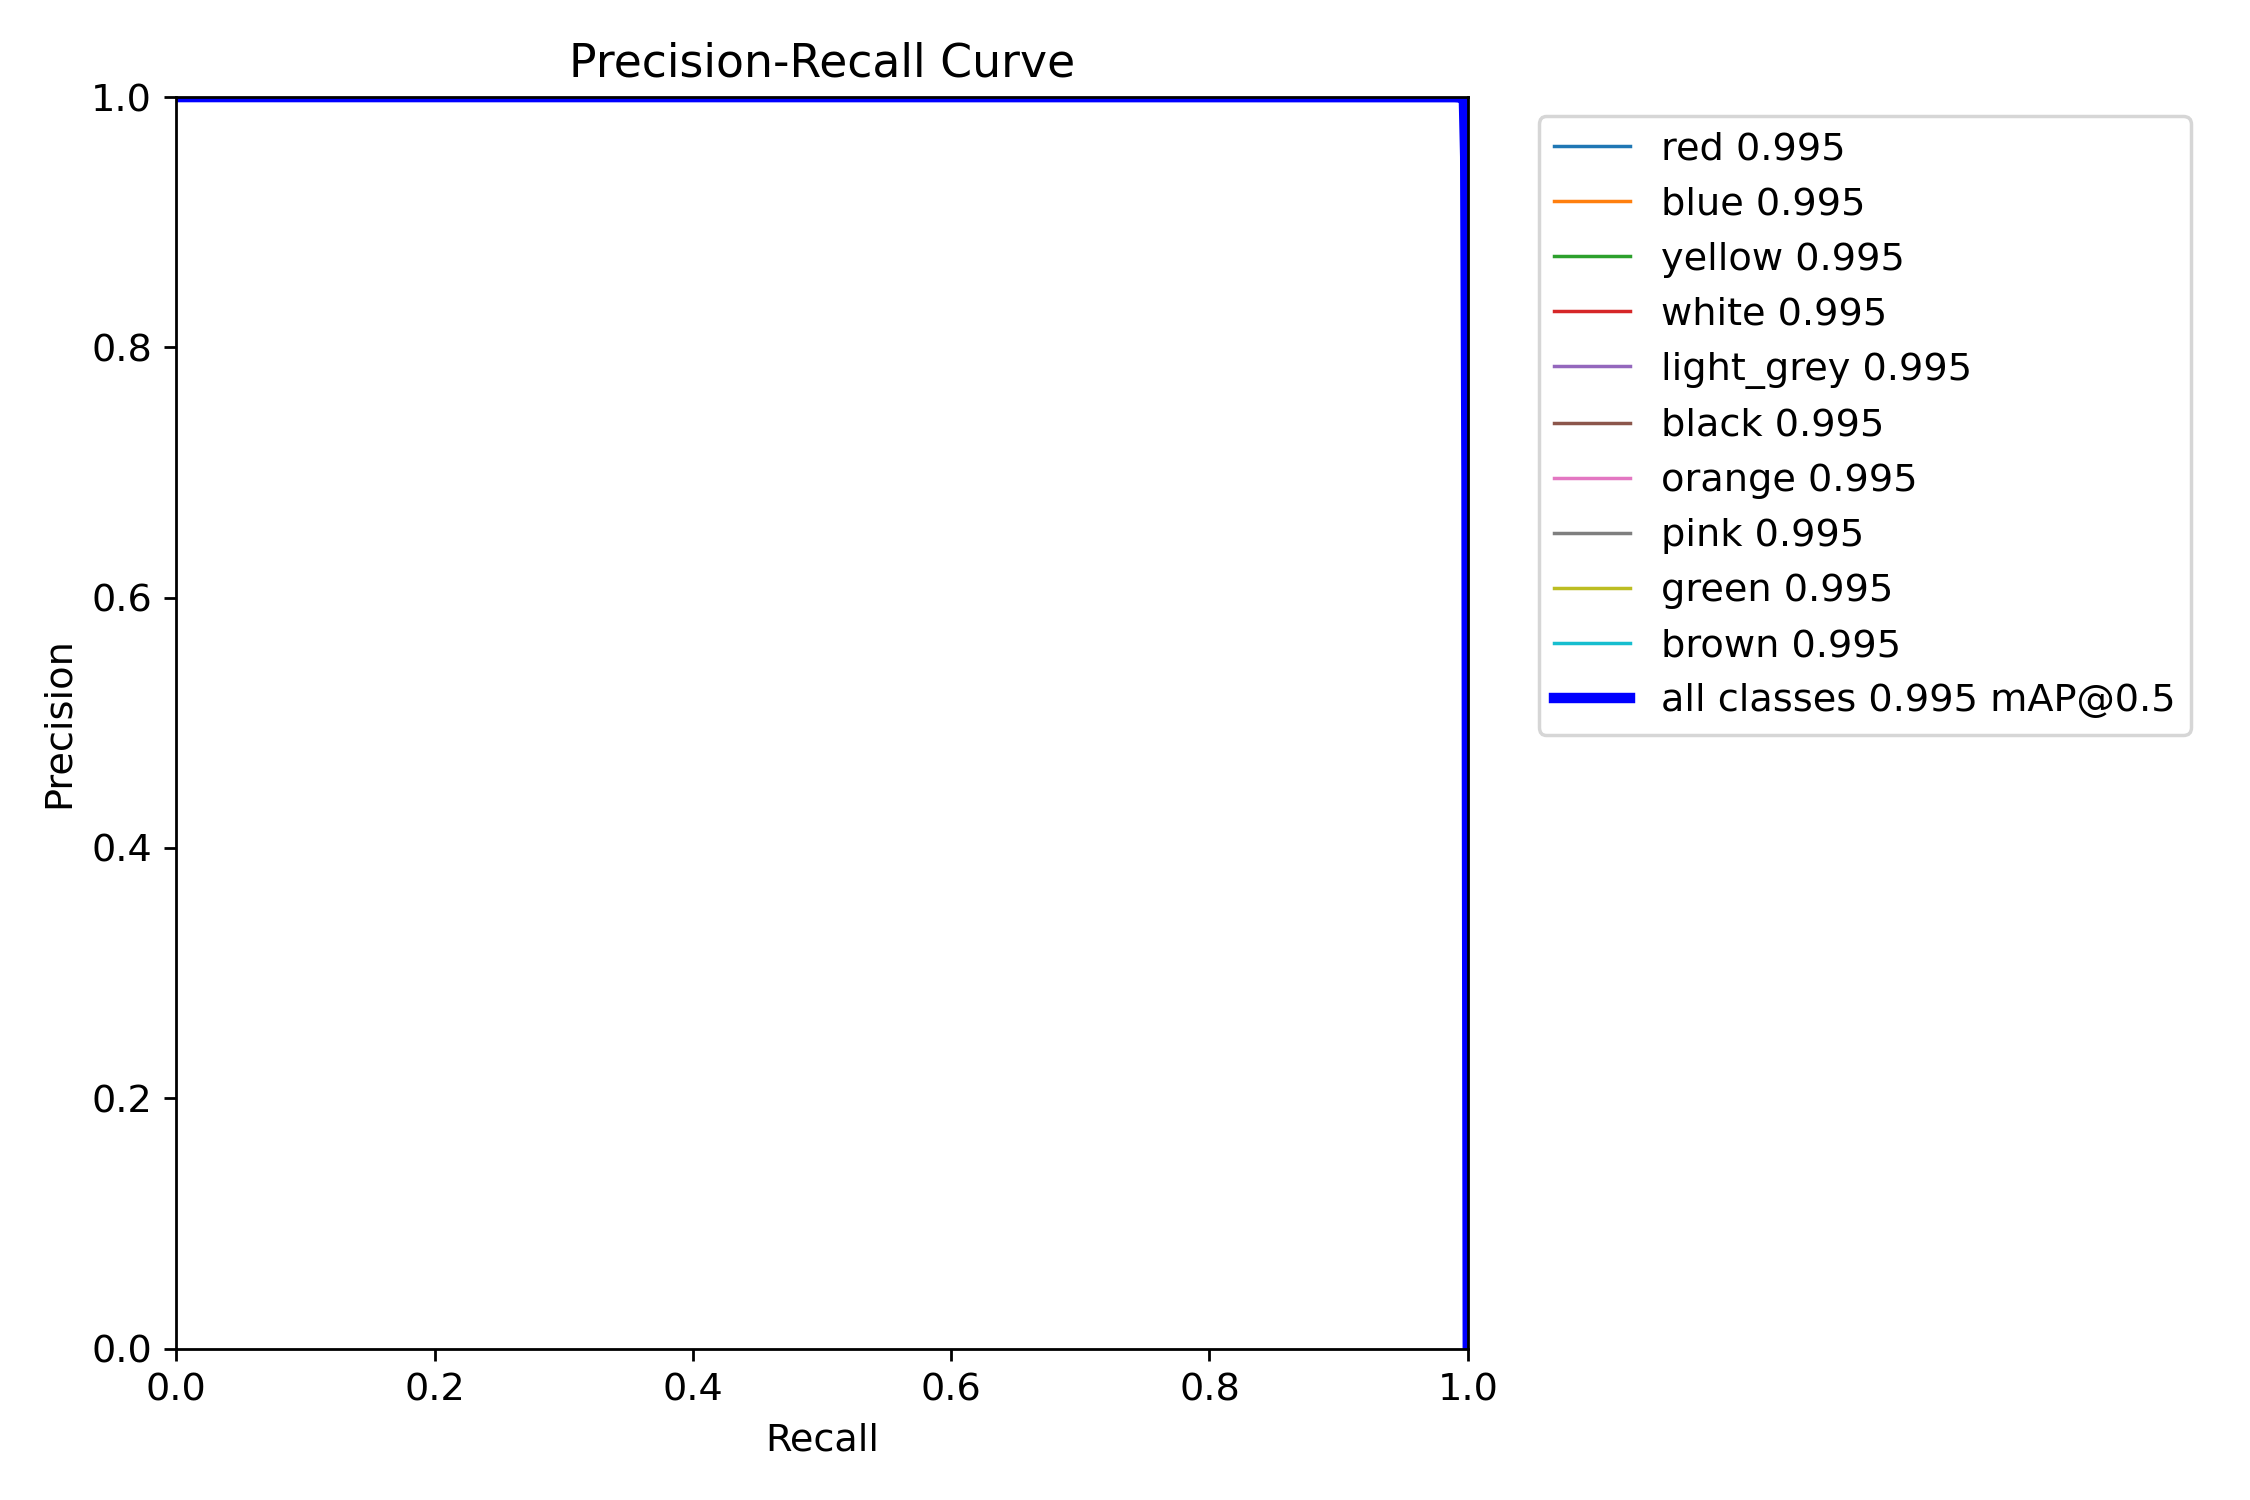 Precision-Recall Curve
1.0
0.8
0.6
0.4
0.2
0.0
Precision
0.0 0.2 0.4 0.6 0.8 1.0
Recall
red 0.995
blue 0.995
yellow 0.995
white 0.995
light_grey 0.995
black 0.995
orange 0.995
pink 0.995
green 0.995
brown 0.995
all classes 0.995 mAP@0.5